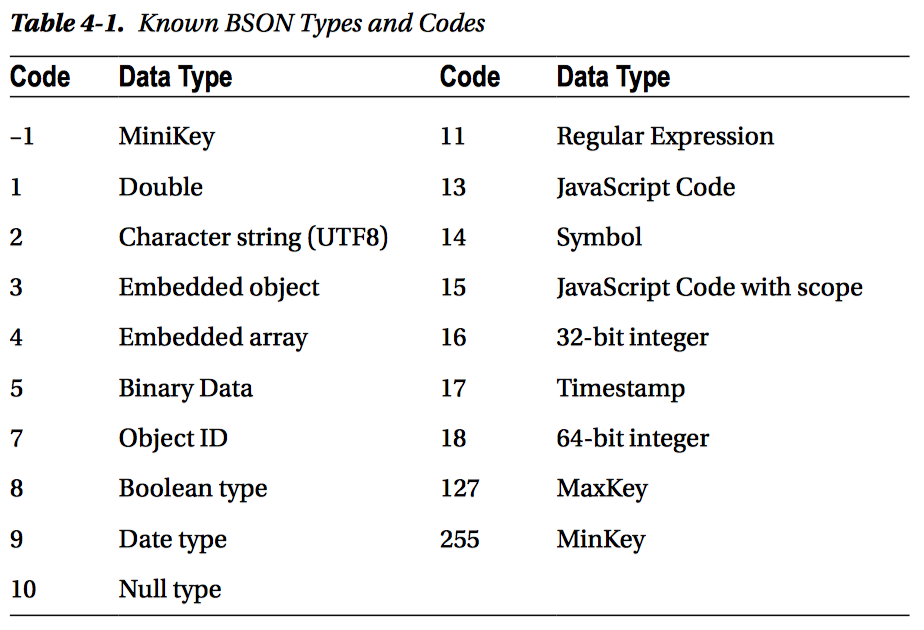 Table 4-1. Known BSON Types and Codes
Code Data Type Code Data Type
–1 MiniKey 11 Regular Expression
1 Double 13 JavaScript Code
2 Character string (UTF8) 14 Symbol
3 Embedded object 15 JavaScript Code with scope
4 Embedded array 16 32-bit integer
5 Binary Data 17 Timestamp
7 Object ID 18 64-bit integer
8 Boolean type 127 MaxKey
9 Date type 255 MinKey
10 Null type